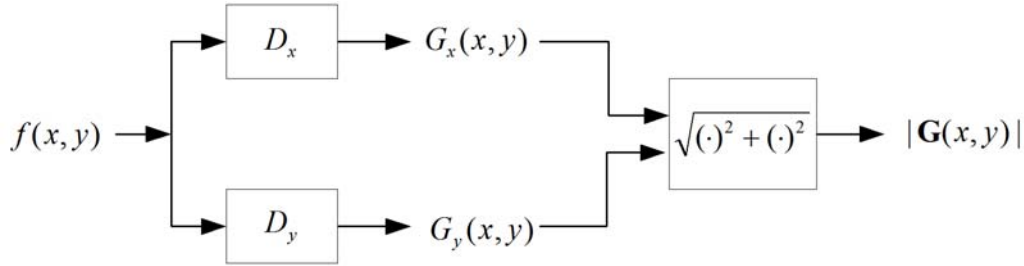 D_x
G_x(x, y)
f(x, y)
√((·)² + (·)²)
|G(x, y)|
D_y
G_y(x, y)